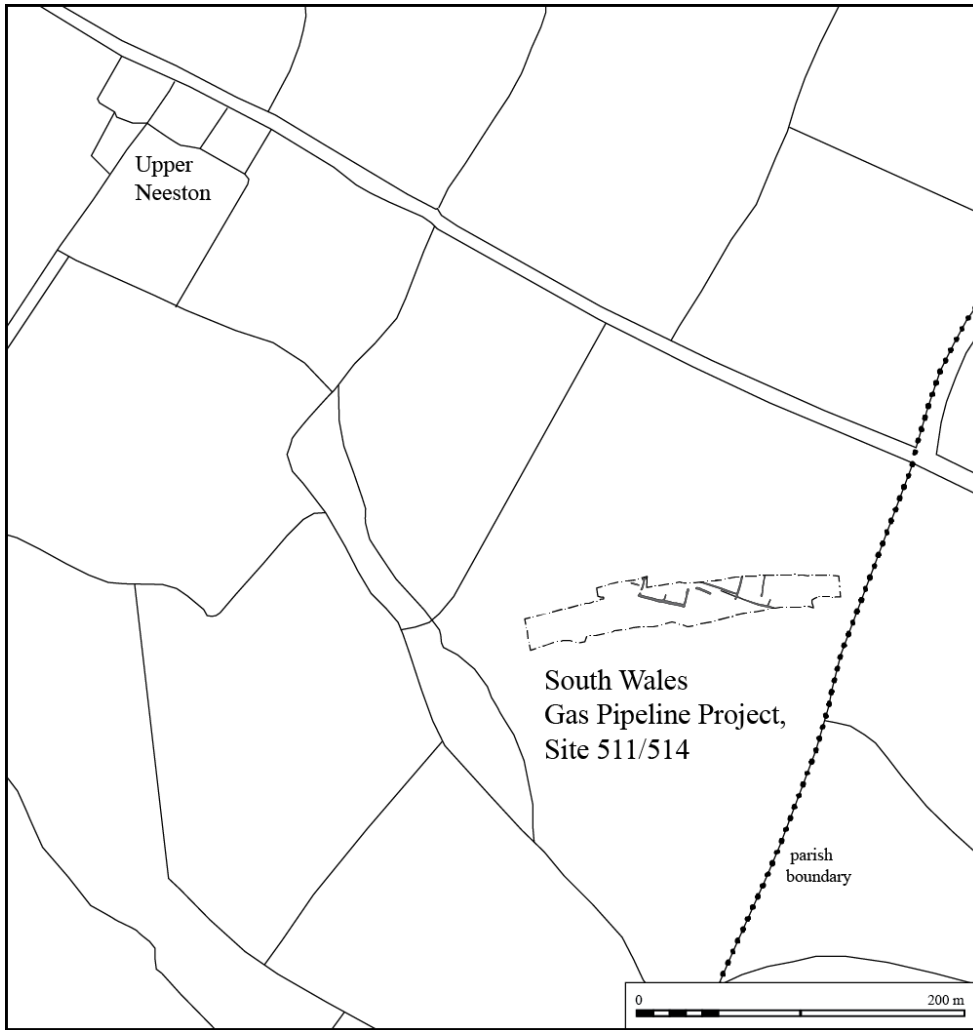 Upper
Neeston
South Wales
Gas Pipeline Project,
Site 511/514
parish
boundary
0 200 m